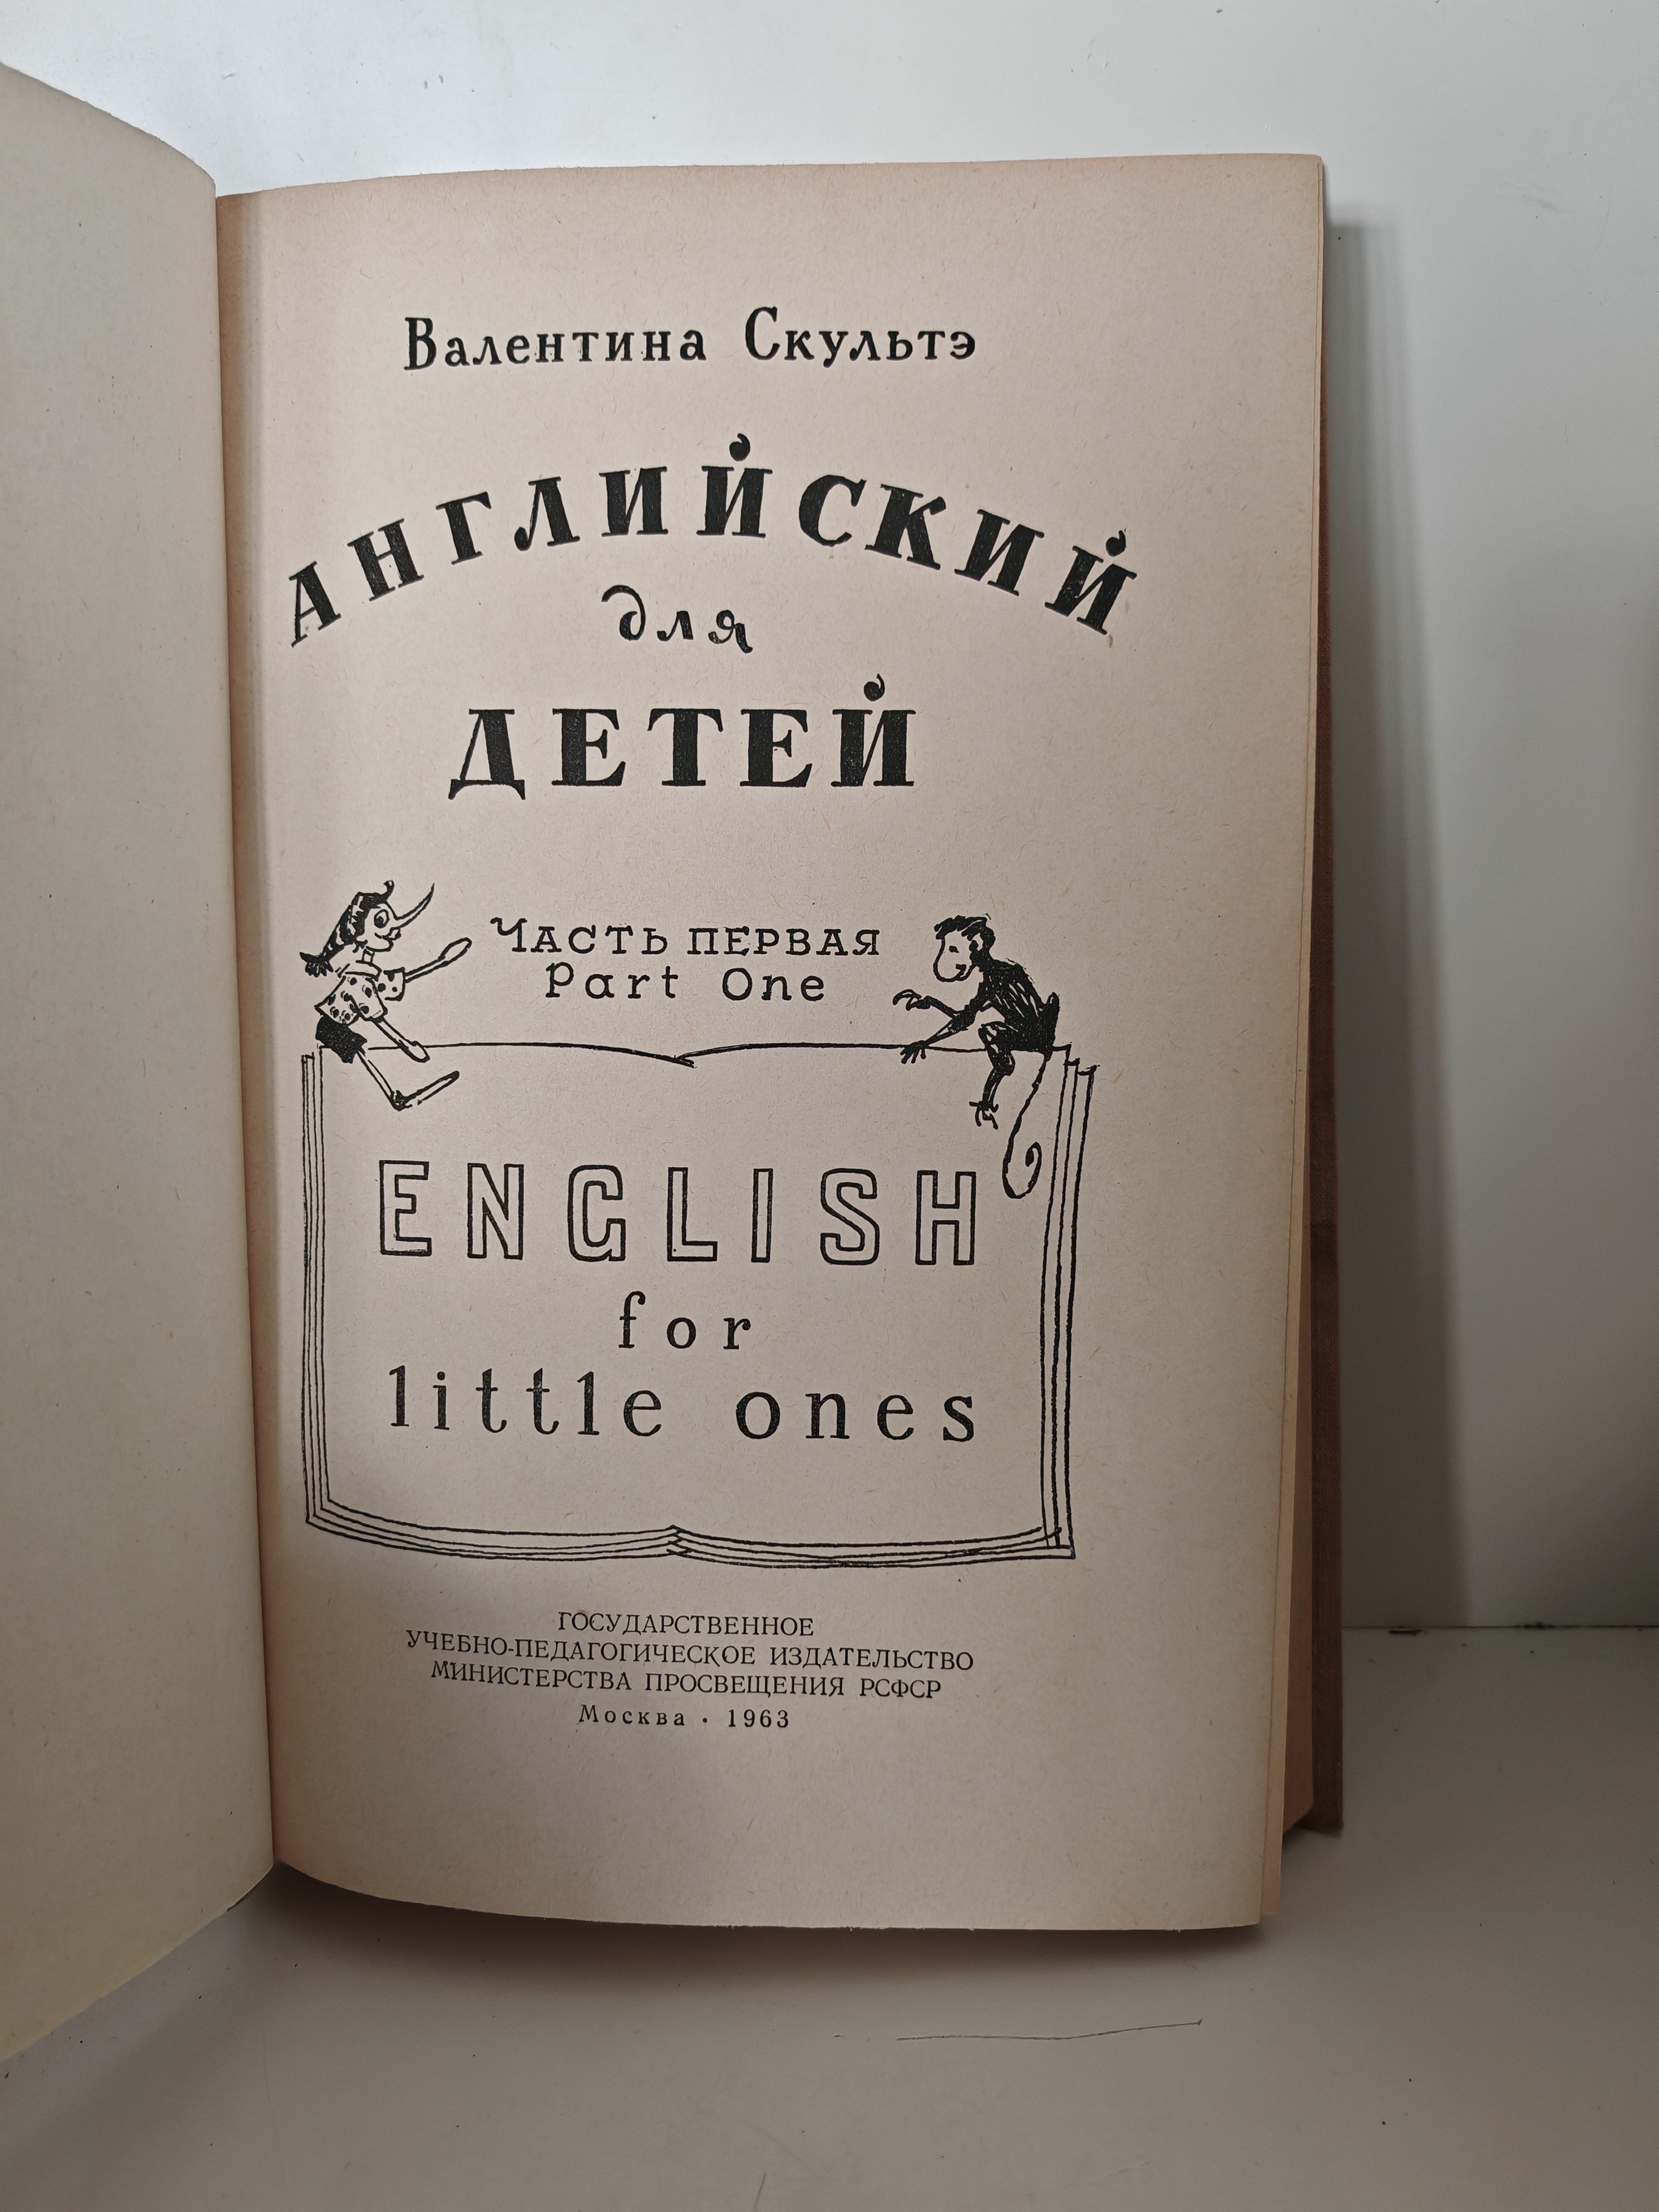 Валентина Скультэ
АНГЛИЙСКИЙ
для
ДЕТЕЙ
ЧАСТЬ ПЕРВАЯ
Part One
ENGLISH
for
little ones
ГОСУДАРСТВЕННОЕ
УЧЕБНО-ПЕДАГОГИЧЕСКОЕ ИЗДАТЕЛЬСТВО
МИНИСТЕРСТВА ПРОСВЕЩЕНИЯ РСФСР
Москва · 1963